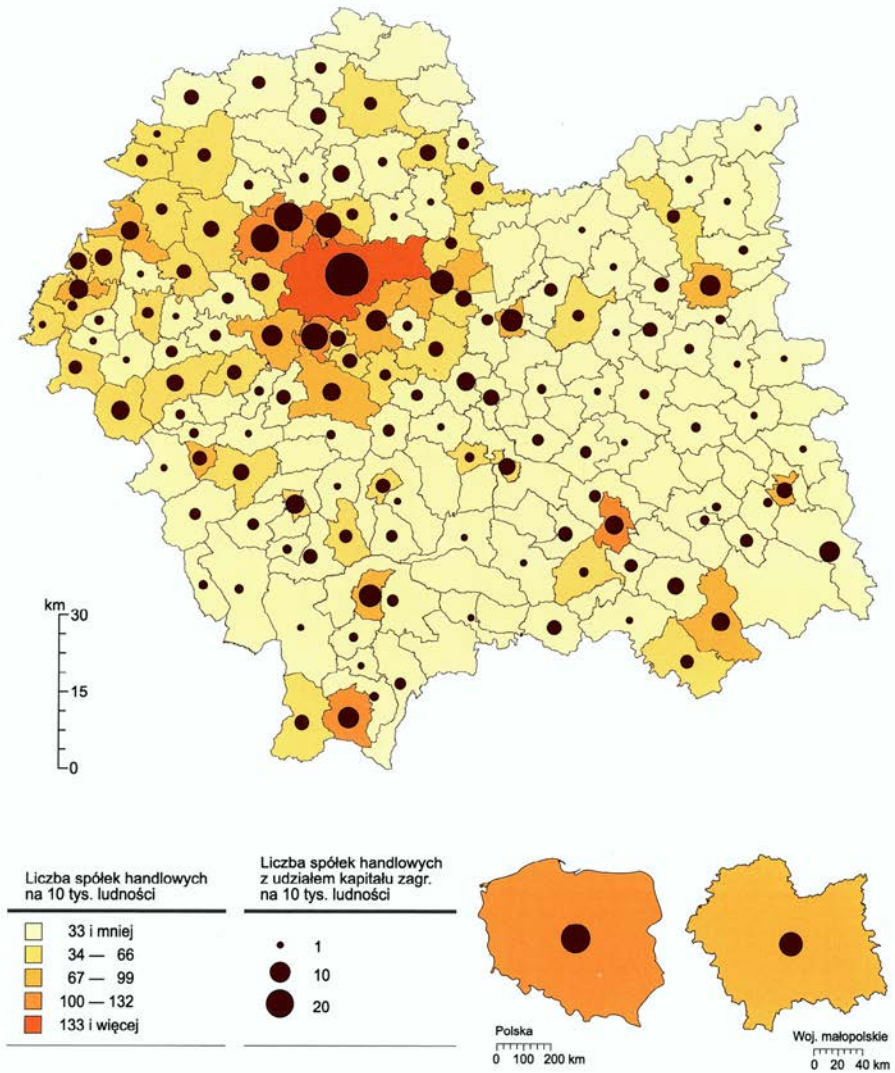 km
30
15
0
Liczba spółek handlowych
na 10 tys. ludności
33 i mniej
34 — 66
67 — 99
100 — 132
133 i więcej
Liczba spółek handlowych
z udziałem kapitału zagr.
na 10 tys. ludności
1
10
20
Polska
0 100 200 km
Woj. małopolskie
0 20 40 km